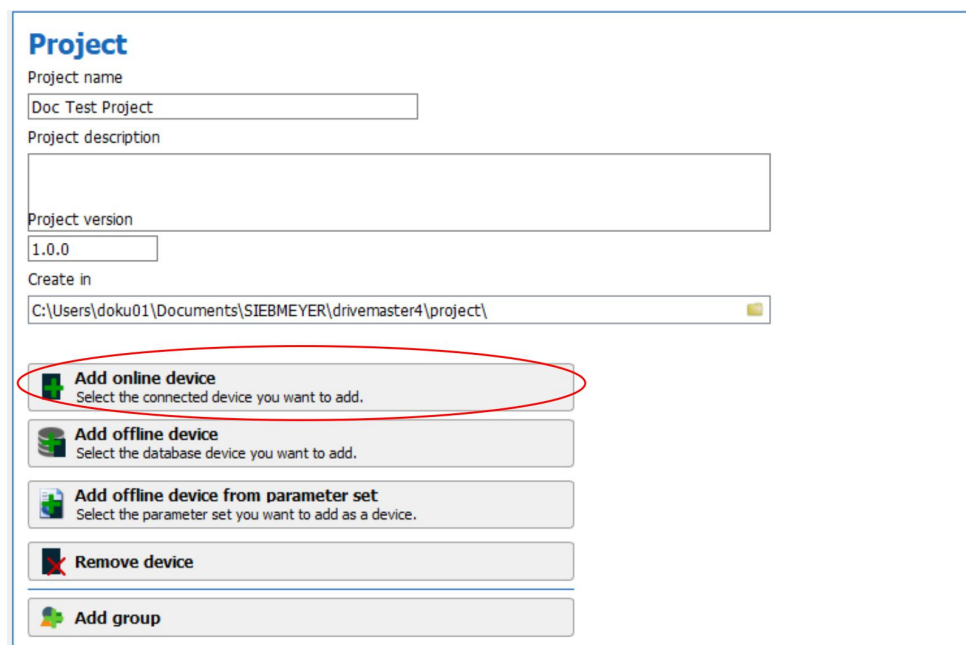 Project
Project name
Doc Test Project
Project description
Project version
1.0.0
Create in
C:\Users\doku01\Documents\SIEBMEYER\drivemaster4\project\
Add online device
Select the connected device you want to add.
Add offline device
Select the database device you want to add.
Add offline device from parameter set
Select the parameter set you want to add as a device.
Remove device
Add group